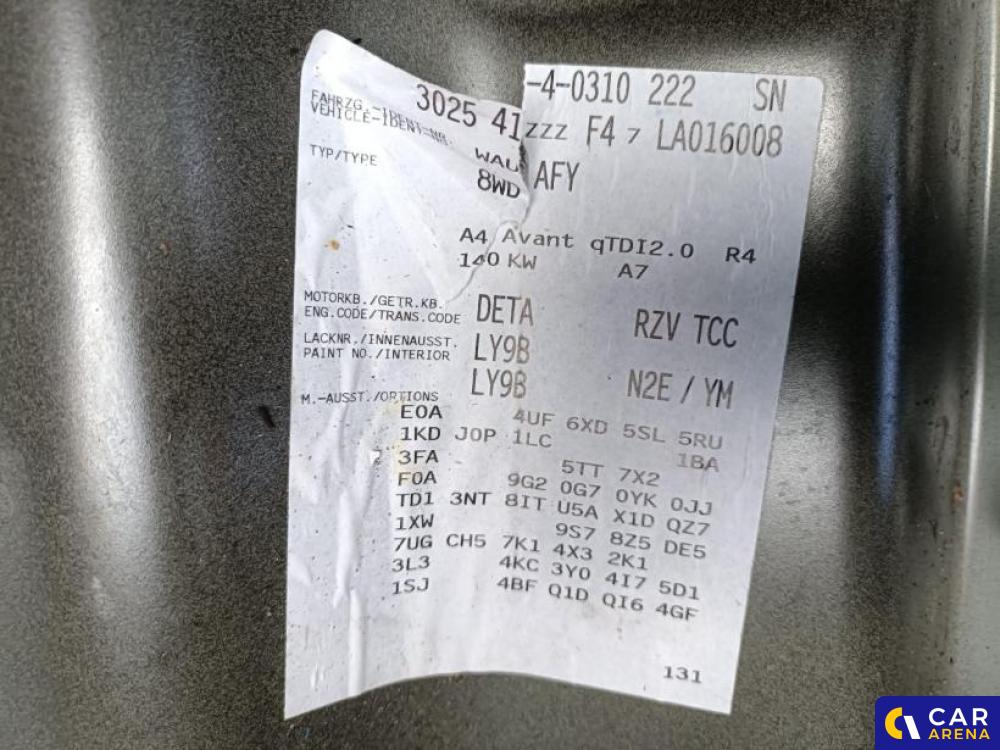 3025 41 -4-0310 222 SN
FAHRZG.-IDENT-NR.
VEHICLE-IDENT-NR. WAU ZZZ F4 7 LA016008
TYP/TYPE 8WD AFY
A4 Avant qTDI2.0 R4
140 KW A7
MOTORKB./GETR.KB.
ENG.CODE/TRANS.CODE DETA RZV TCC
LACKNR./INNENAUSST.
PAINT NO./INTERIOR LY9B
LY9B N2E / YM
M.-AUSST./OPTIONS
E0A 4UF 6XD 5SL 5RU
1KD J0P 1LC 1BA
3FA 5TT 7X2
F0A 9G2 0G7 0YK 0JJ
TD1 3NT 8IT U5A X1D QZ7
1XW 9S7 8Z5 DE5
7UG CH5 7K1 4X3 2K1
3L3 4KC 3Y0 4I7 5D1
1SJ 4BF Q1D QI6 4GF
131
CAR
ARENA